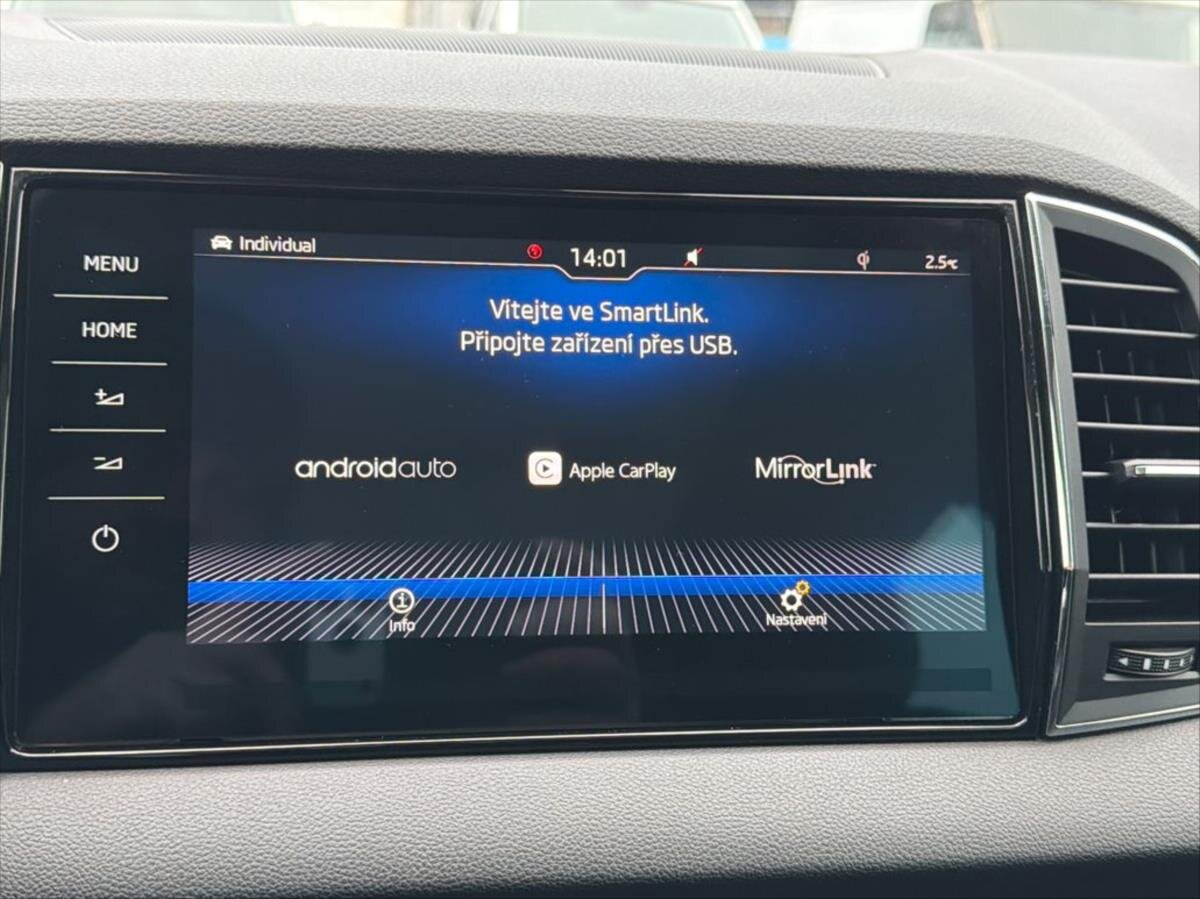 MENU
HOME
Individual
14:01
2.5°C
Vítejte ve SmartLink.
Připojte zařízení přes USB.
androidauto
Apple CarPlay
MirrorLink™
Info
Nastavení